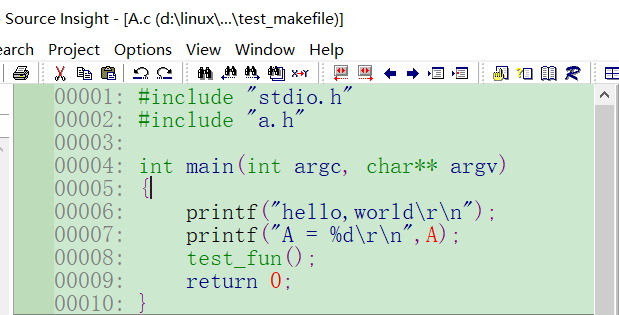 Source Insight - [A.c (d:\linux\...\test_makefile)]
earch Project Options View Window Help
00001: #include "stdio.h"
00002: #include "a.h"
00003:
00004: int main(int argc, char** argv)
00005: {
00006:     printf("hello,world\r\n");
00007:     printf("A = %d\r\n",A);
00008:     test_fun();
00009:     return 0;
00010: }